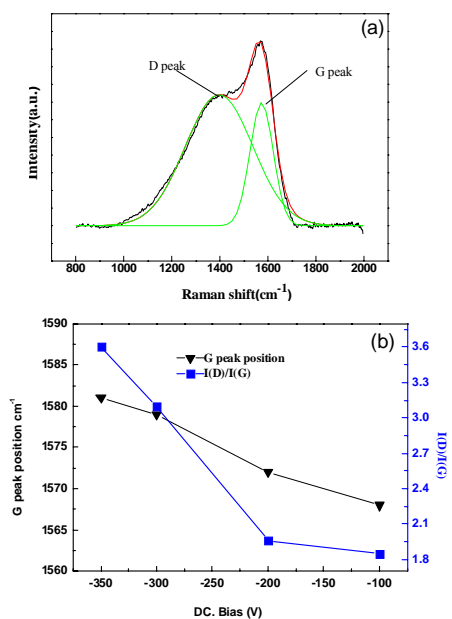 (a)
D peak
G peak
Intensity(a.u.)
800 1000 1200 1400 1600 1800 2000
Raman shift(cm-1)
(b)
1590
1585
1580
1575
1570
1565
1560
G peak position cm-1
G peak position
I(D)/I(G)
3.6
3.3
3.0
2.7
2.4
2.1
1.8
I(D)/I(G)
-350 -300 -250 -200 -150 -100
DC. Bias (V)